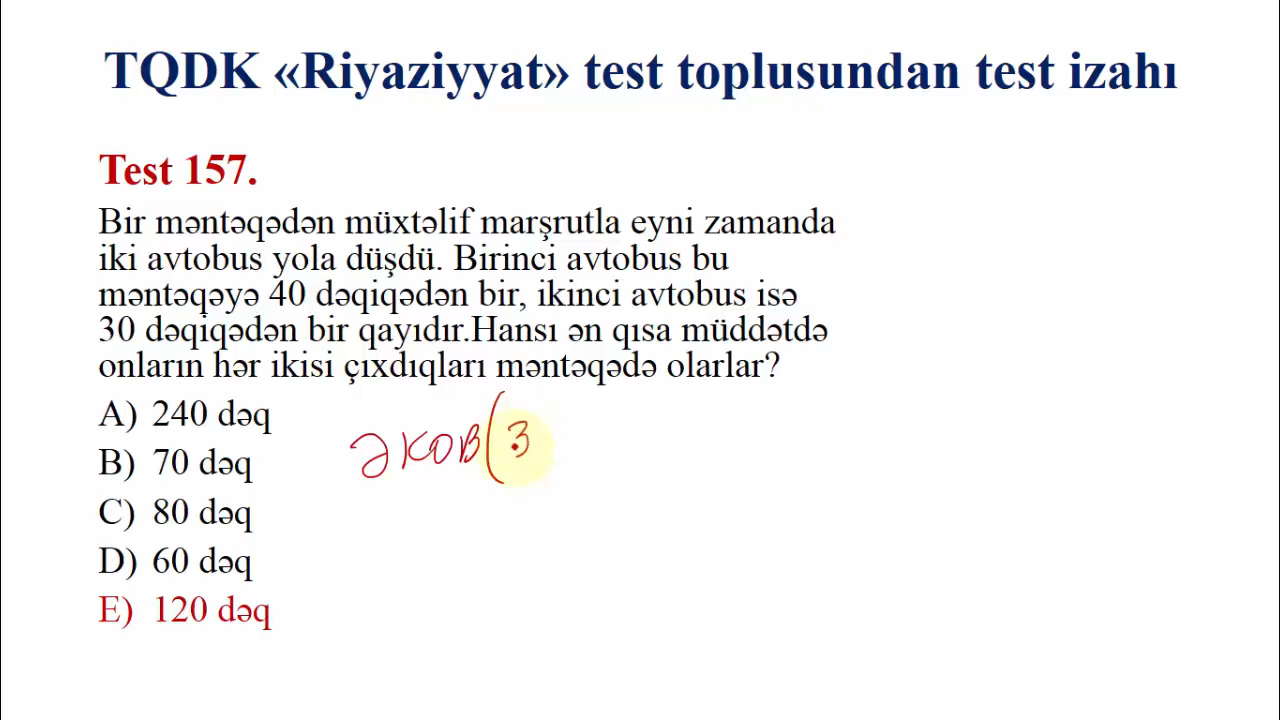 TQDK «Riyaziyyat» test toplusundan test izahı
Test 157.
Bir məntəqədən müxtəlif marşrutla eyni zamanda
iki avtobus yola düşdü. Birinci avtobus bu
məntəqəyə 40 dəqiqədən bir, ikinci avtobus isə
30 dəqiqədən bir qayıdır.Hansı ən qısa müddətdə
onların hər ikisi çıxdıqları məntəqədə olarlar?
A) 240 dəq
B) 70 dəq
ƏKOB(3
C) 80 dəq
D) 60 dəq
E) 120 dəq